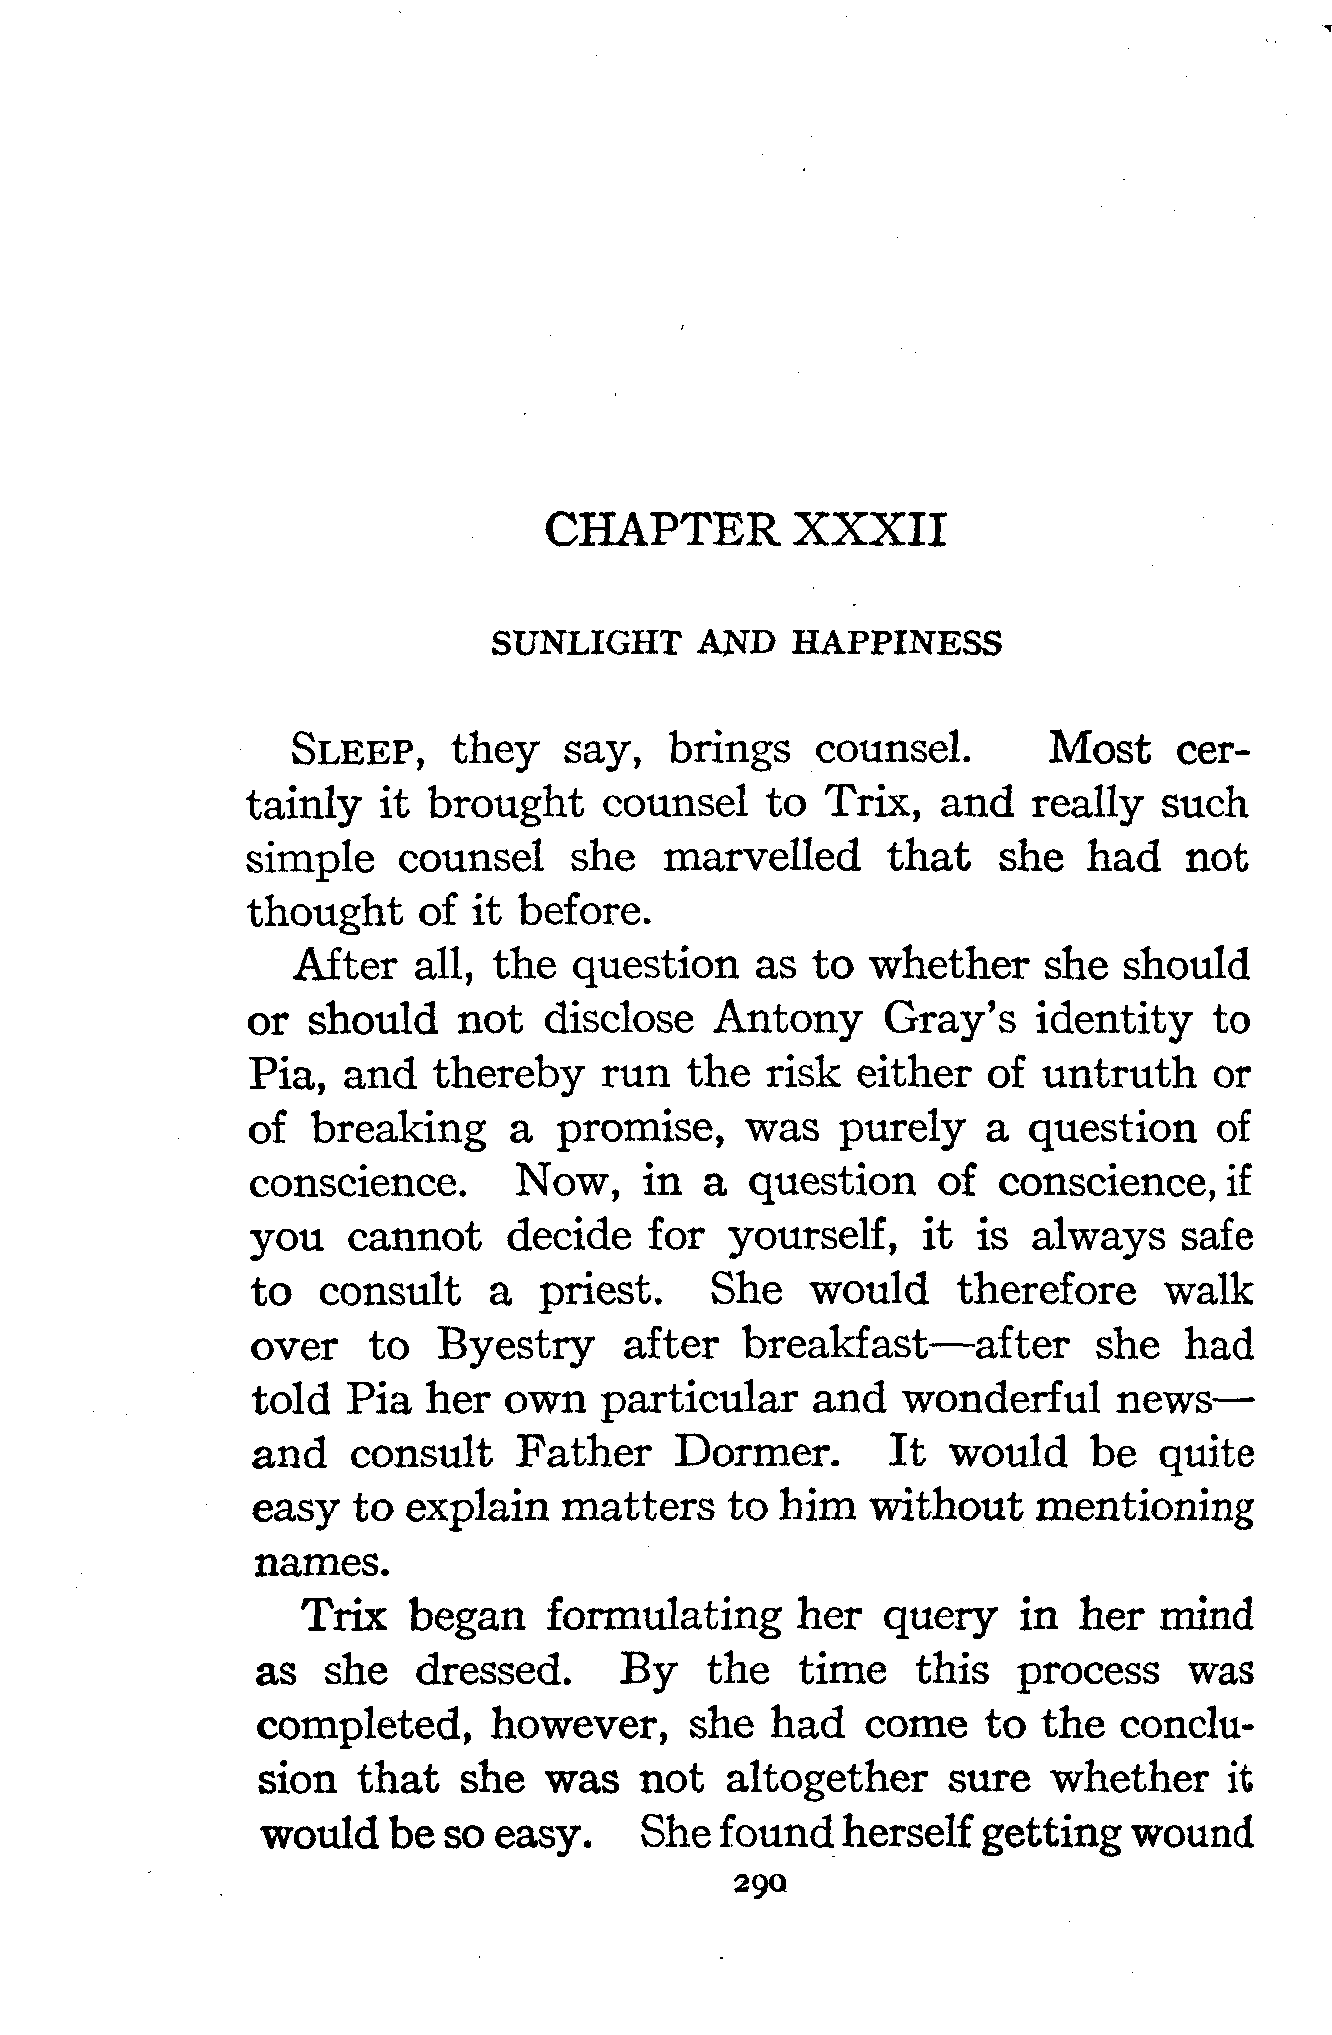 CHAPTER XXXII
SUNLIGHT AND HAPPINESS
SLEEP, they say, brings counsel. Most cer-
tainly it brought counsel to Trix, and really such
simple counsel she marvelled that she had not
thought of it before.
After all, the question as to whether she should
or should not disclose Antony Gray's identity to
Pia, and thereby run the risk either of untruth or
of breaking a promise, was purely a question of
conscience. Now, in a question of conscience, if
you cannot decide for yourself, it is always safe
to consult a priest. She would therefore walk
over to Byestry after breakfast—after she had
told Pia her own particular and wonderful news—
and consult Father Dormer. It would be quite
easy to explain matters to him without mentioning
names.
Trix began formulating her query in her mind
as she dressed. By the time this process was
completed, however, she had come to the conclu-
sion that she was not altogether sure whether it
would be so easy. She found herself getting wound
290